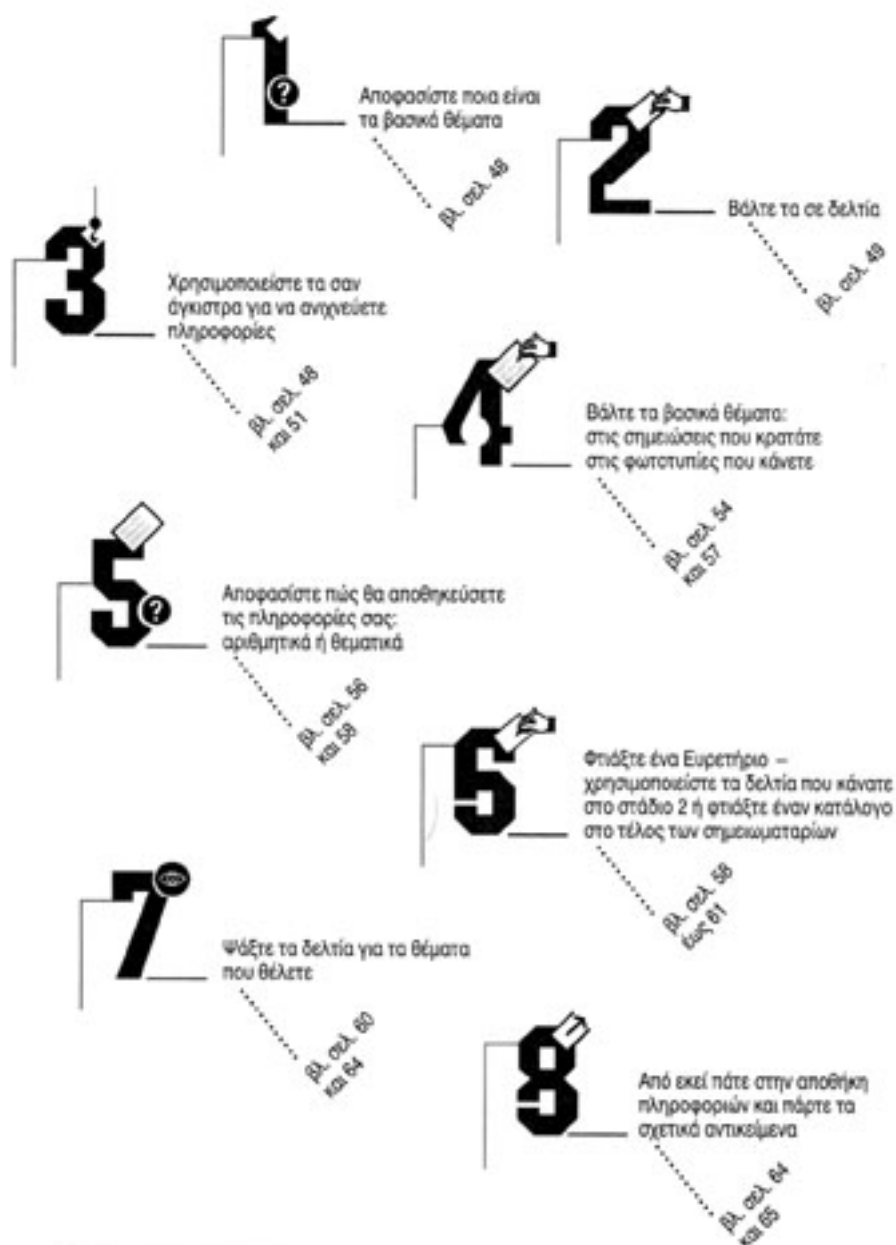 1
?
Αποφασίστε ποια είναι
τα βασικά θέματα
βλ. σελ. 48
2
Βάλτε τα σε δελτία
βλ. σελ. 49
3
Χρησιμοποιείστε τα σαν
άγκιστρα για να ανιχνεύετε
πληροφορίες
βλ. σελ. 48
και 51
4
Βάλτε τα βασικά θέματα:
στις σημειώσεις που κρατάτε
στις φωτοτυπίες που κάνετε
βλ. σελ. 54
και 57
5
?
Αποφασίστε πώς θα αποθηκεύσετε
τις πληροφορίες σας:
αριθμητικά ή θεματικά
βλ. σελ. 56
και 58
6
Φτιάξτε ένα Ευρετήριο –
χρησιμοποιείστε τα δελτία που κάνατε
στο στάδιο 2 ή φτιάξτε έναν κατάλογο
στο τέλος των σημειωματαρίων
βλ. σελ. 58
έως 61
7
Ψάξτε τα δελτία για τα θέματα
που θέλετε
βλ. σελ. 60
και 64
8
Από εκεί πάτε στην αποθήκη
πληροφοριών και πάρτε τα
σχετικά αντικείμενα
βλ. σελ. 64
και 65